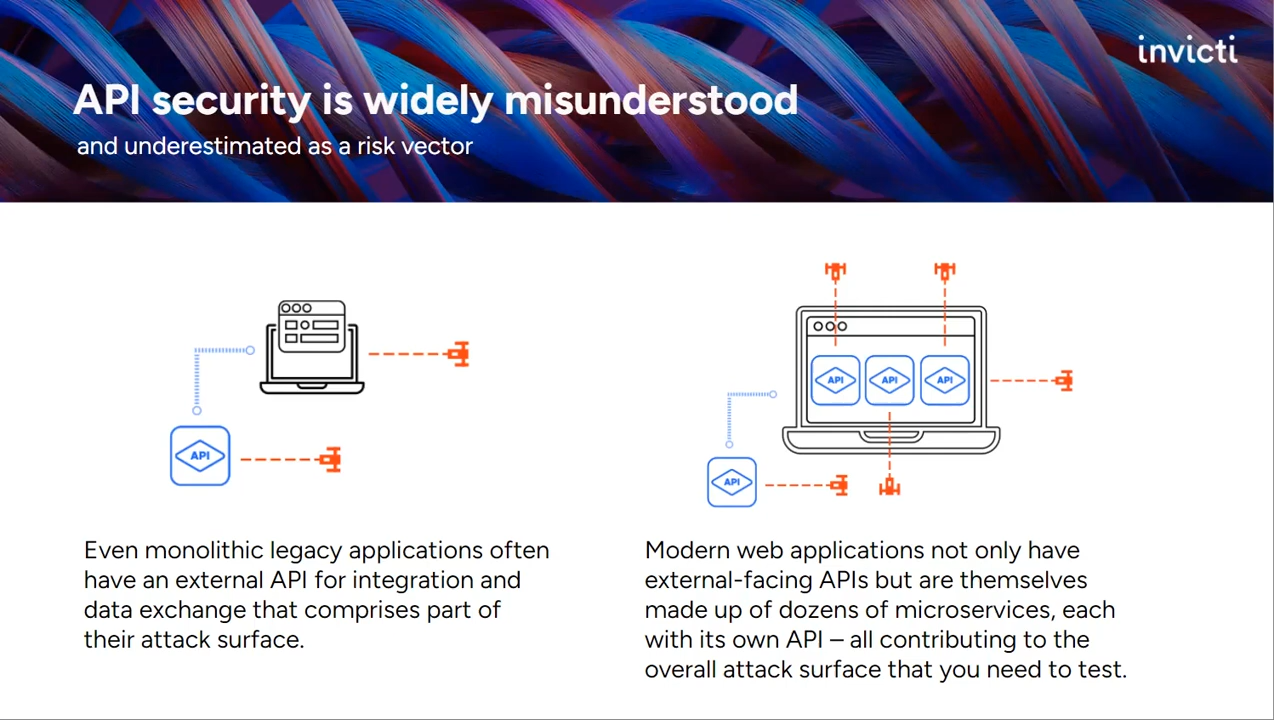 invicti
API security is widely misunderstood
and underestimated as a risk vector
API
API API API
API
Even monolithic legacy applications often
have an external API for integration and
data exchange that comprises part of
their attack surface.
Modern web applications not only have
external-facing APIs but are themselves
made up of dozens of microservices, each
with its own API – all contributing to the
overall attack surface that you need to test.